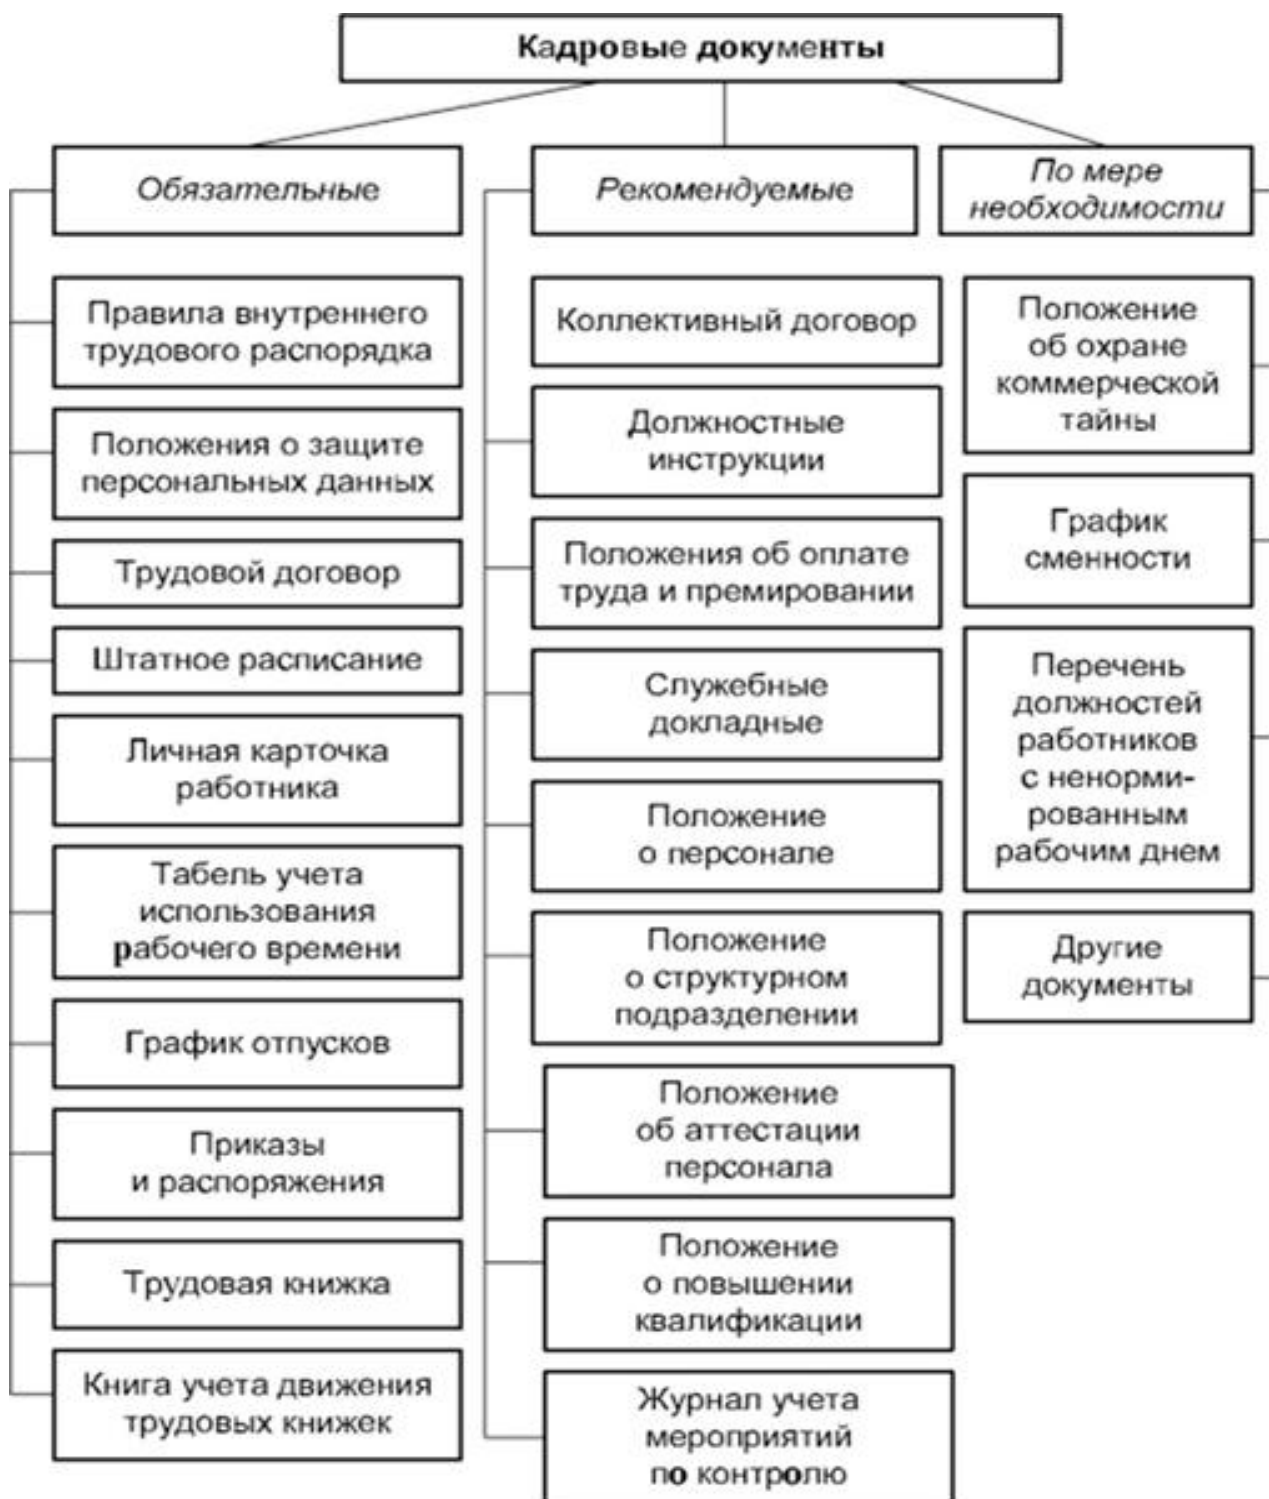 Кадровые документы
Обязательные
Правила внутреннего
трудового распорядка
Положения о защите
персональных данных
Трудовой договор
Штатное расписание
Личная карточка
работника
Табель учета
использования
рабочего времени
График отпусков
Приказы
и распоряжения
Трудовая книжка
Книга учета движения
трудовых книжек
Рекомендуемые
Коллективный договор
Должностные
инструкции
Положения об оплате
труда и премировании
Служебные
докладные
Положение
о персонале
Положение
о структурном
подразделении
Положение
об аттестации
персонала
Положение
о повышении
квалификации
Журнал учета
мероприятий
по контролю
По мере
необходимости
Положение
об охране
коммерческой
тайны
График
сменности
Перечень
должностей
работников
с ненорми-
рованным
рабочим днем
Другие
документы